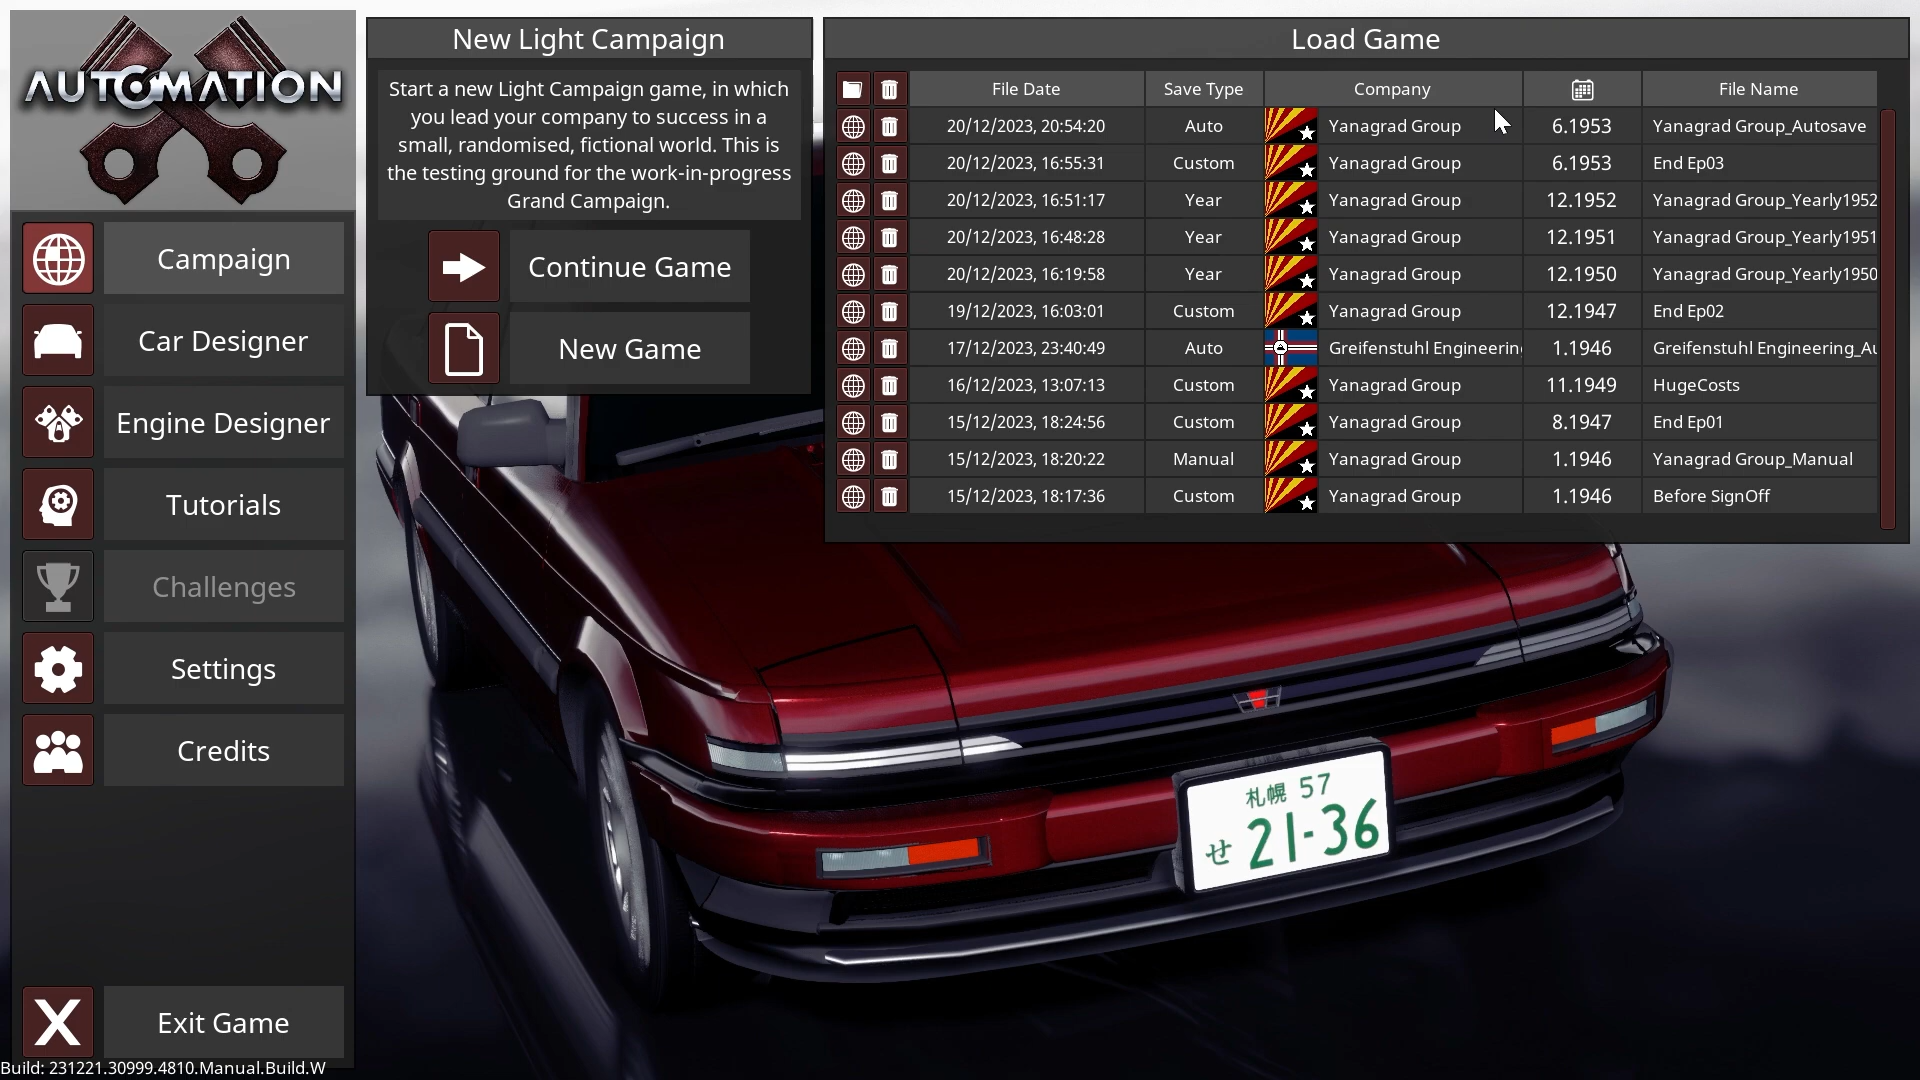 AUTOMATION
Campaign
Car Designer
Engine Designer
Tutorials
Challenges
Settings
Credits
Exit Game
Build: 231221.30999.4810.Manual.Build.W
New Light Campaign
Start a new Light Campaign game, in which
you lead your company to success in a
small, randomised, fictional world. This is
the testing ground for the work-in-progress
Grand Campaign.
Continue Game
New Game
Load Game
File Date Save Type Company File Name
20/12/2023, 20:54:20 Auto Yanagrad Group 6.1953 Yanagrad Group_Autosave
20/12/2023, 16:55:31 Custom Yanagrad Group 6.1953 End Ep03
20/12/2023, 16:51:17 Year Yanagrad Group 12.1952 Yanagrad Group_Yearly1952
20/12/2023, 16:48:28 Year Yanagrad Group 12.1951 Yanagrad Group_Yearly1951
20/12/2023, 16:19:58 Year Yanagrad Group 12.1950 Yanagrad Group_Yearly1950
19/12/2023, 16:03:01 Custom Yanagrad Group 12.1947 End Ep02
17/12/2023, 23:40:49 Auto Greifenstuhl Engineering 1.1946 Greifenstuhl Engineering_Au
16/12/2023, 13:07:13 Custom Yanagrad Group 11.1949 HugeCosts
15/12/2023, 18:24:56 Custom Yanagrad Group 8.1947 End Ep01
15/12/2023, 18:20:22 Manual Yanagrad Group 1.1946 Yanagrad Group_Manual
15/12/2023, 18:17:36 Custom Yanagrad Group 1.1946 Before SignOff
札幌 57
せ 21-36